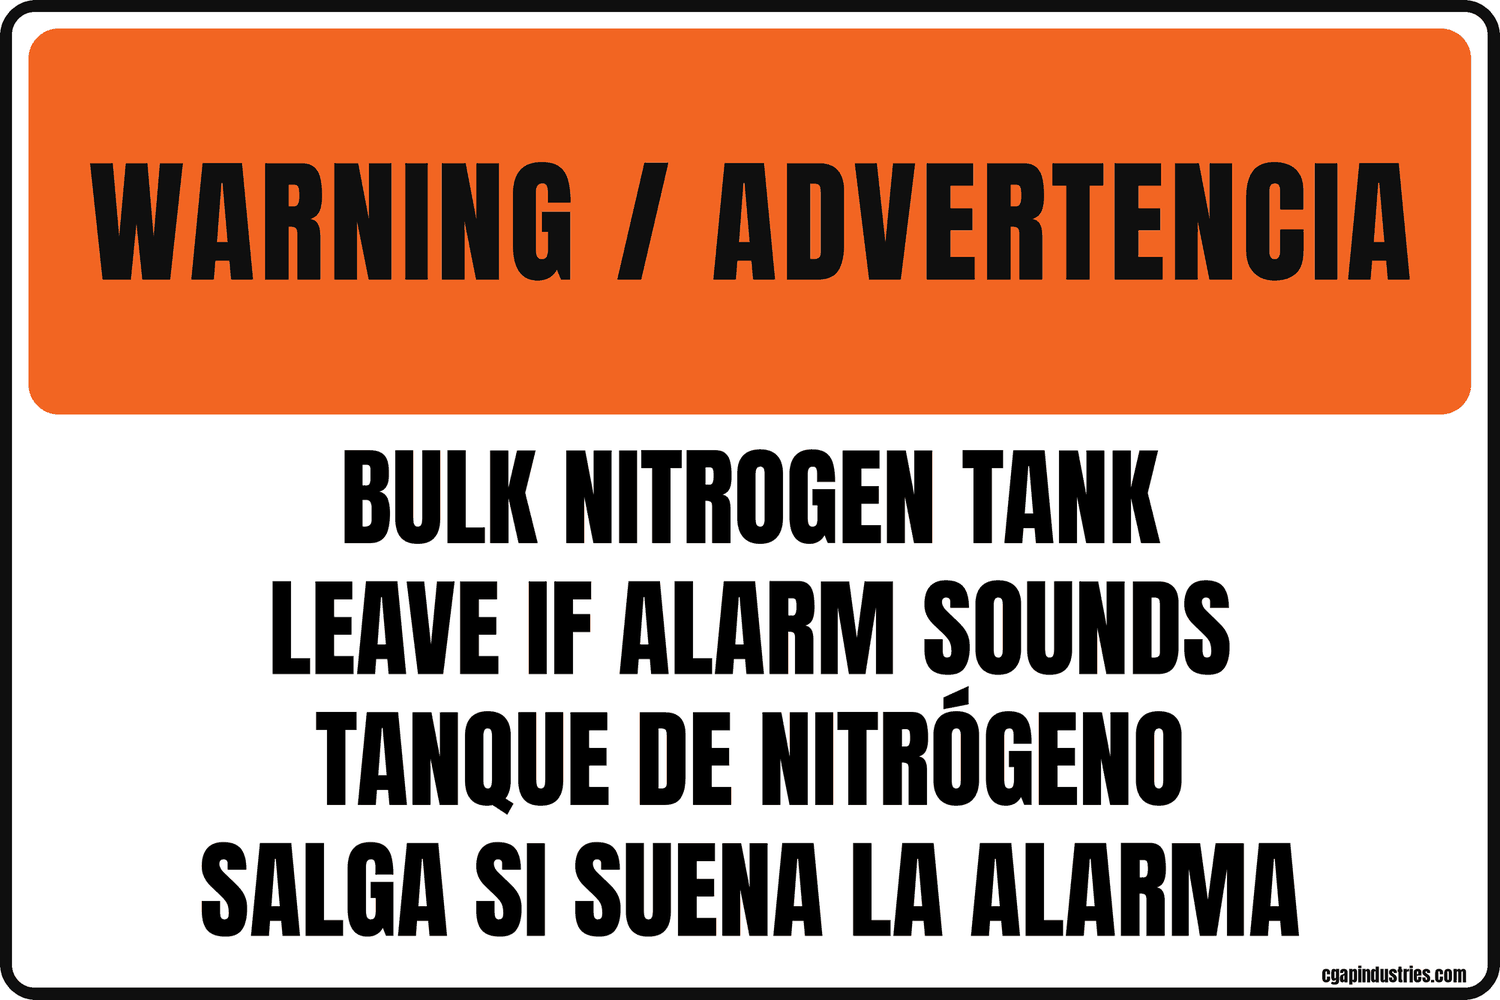 WARNING / ADVERTENCIA
BULK NITROGEN TANK
LEAVE IF ALARM SOUNDS
TANQUE DE NITRÓGENO
SALGA SI SUENA LA ALARMA
cgapindustries.com